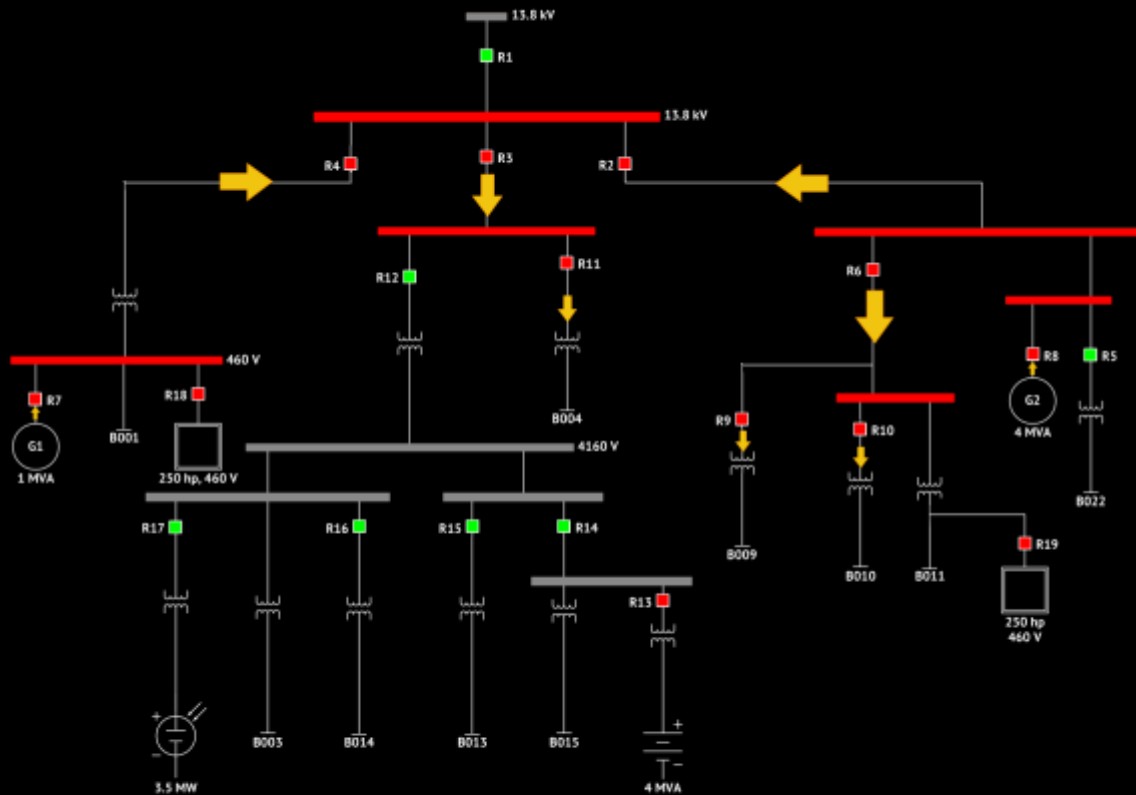 13.8 kV
R1
13.8 kV
R4
R3
R2
R12
R11
R6
460 V
R7
R18
R8
R5
G1
1 MVA
B001
250 hp, 460 V
B004
G2
4 MVA
R9
R10
4160 V
B022
R17
R16
R15
R14
B009
R19
B010
B011
R13
250 hp
460 V
+
−
B003
B014
B013
B015
+
−
3.5 MW
4 MVA